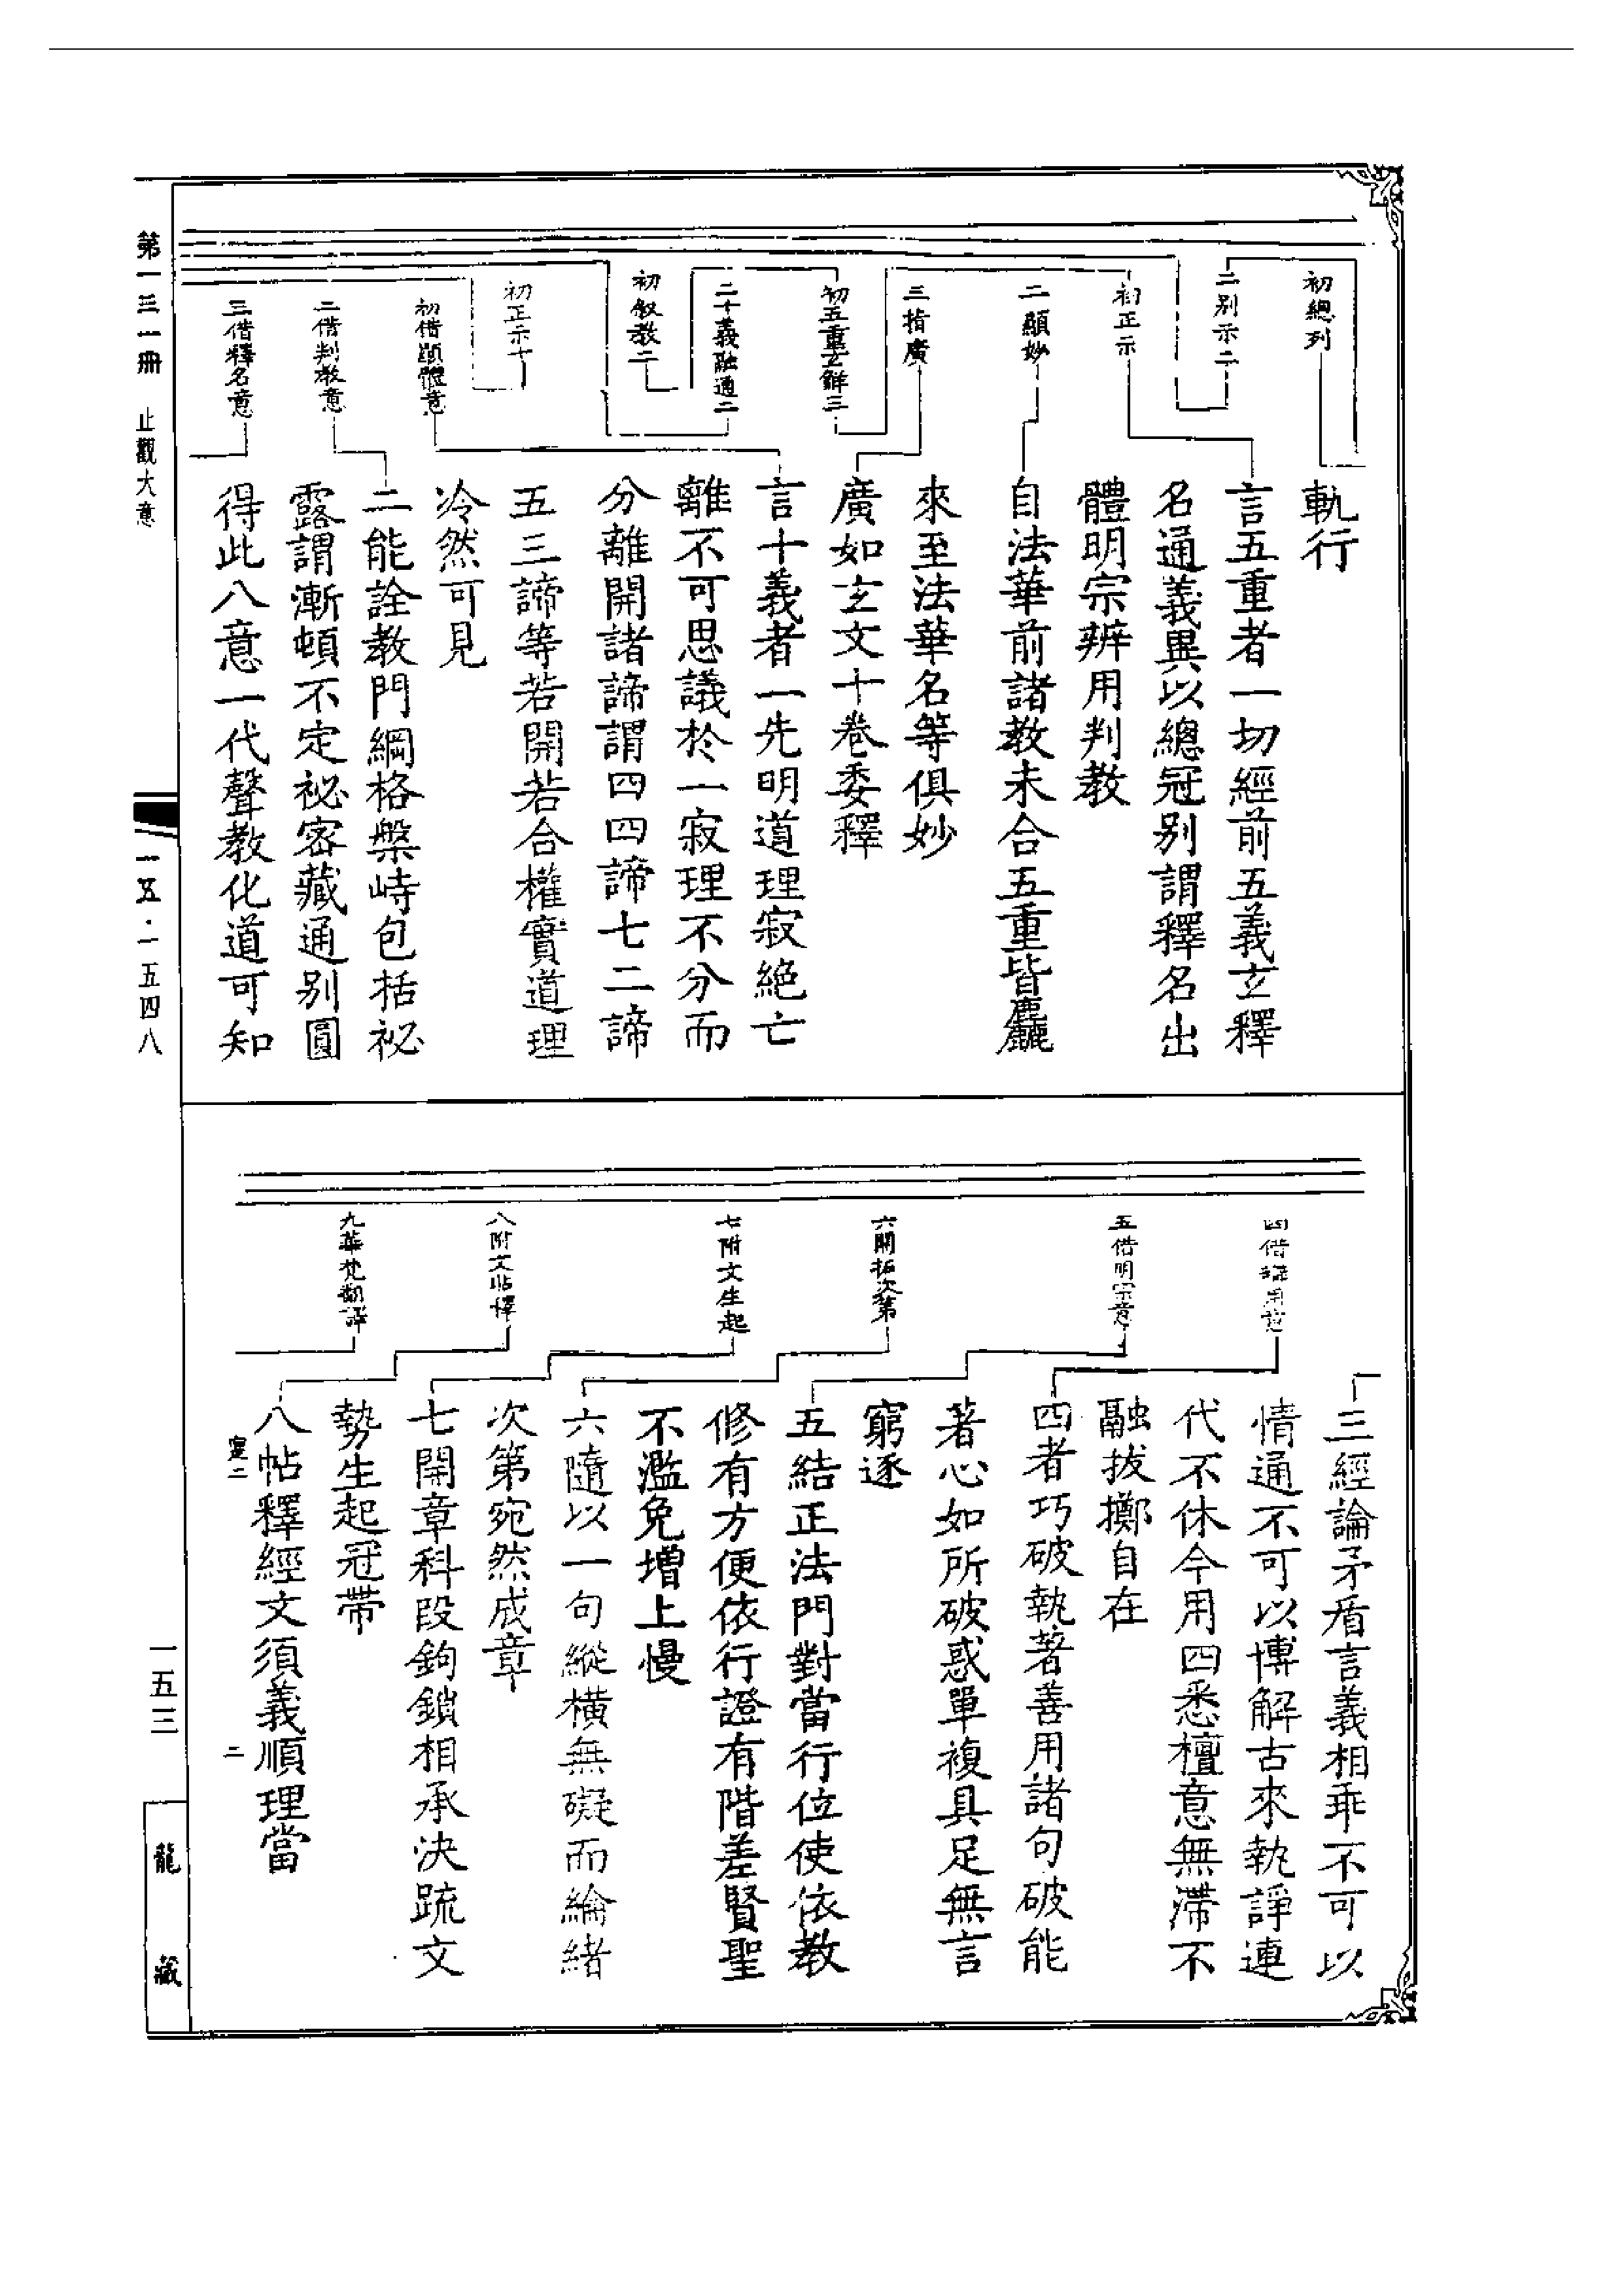 初總列
二別示二
初正示
二顯妙
三指廣
初五重玄解三
二十義融通二
初敘教二
初正示十
初借顯體意
二借判教意
三借釋名意
軌行
言五重者一切經前五義玄釋
名通義異以總冠別謂釋名出
體明宗辨用判教
自法華前諸教未合五重皆麤
來至法華名等俱妙
廣如玄文十卷委釋
言十義者一先明道理寂絕亡
離不可思議於一寂理不分而
分離開諸諦謂四四諦七二諦
五三諦等若開若合權實道理
冷然可見
二能詮教門綱格槃峙包括祕
露謂漸頓不定祕密藏通別圓
得此八意一代聲教化道可知
四借用意
五借明宗意
六開拓次第
七附文生起
八附文帖釋
九華梵翻譯
三經論矛盾言義相乖不可以
情通不可以博解古來執諍連
代不休今用四悉檀意無滯不
融拔擲自在
四者巧破執著善用諸句破能
著心如所破惑單複具足無言
窮逐
五結正法門對當行位使依教
修有方便依行證有階差賢聖
不濫免增上慢
六隨以一句縱橫無礙而綸緒
次第宛然成章
七開章科段鉤鎖相承決疏文
勢生起冠帶
八帖釋經文須義順理當
二
第一三一冊 止觀大意
一五·一五四八
一五三
龍藏